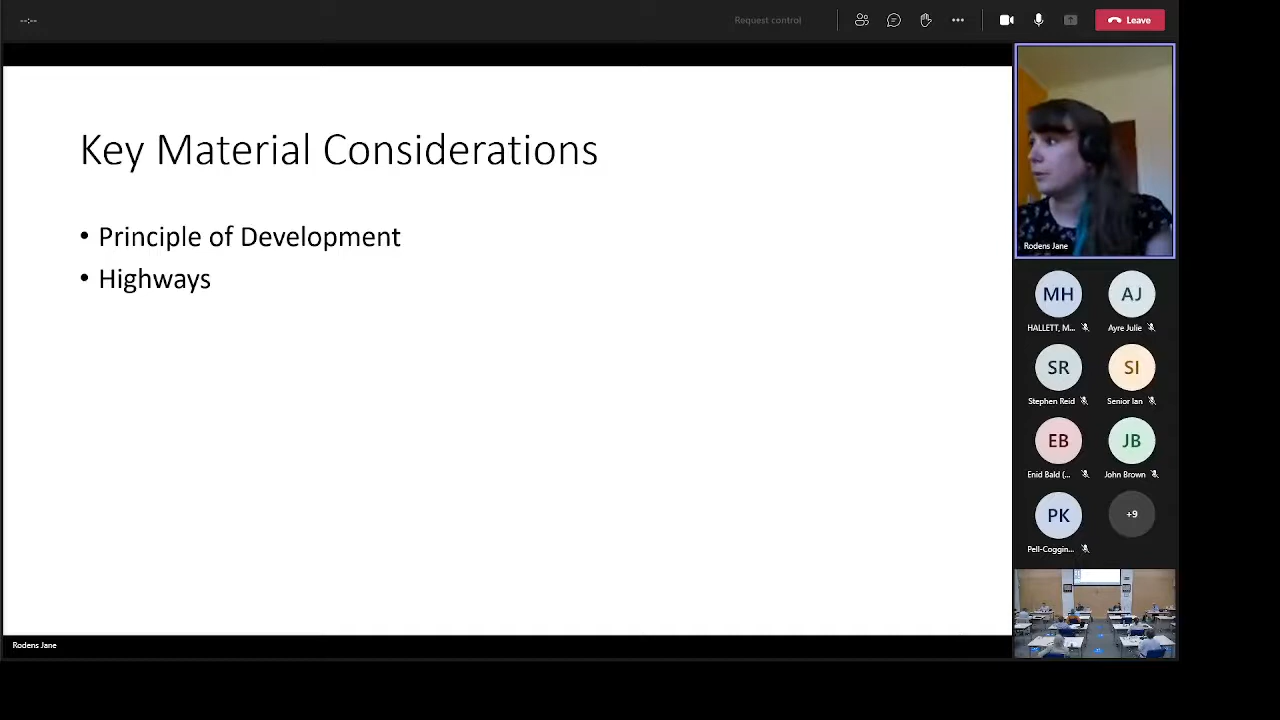 --:--
Request control
Leave
Key Material Considerations
• Principle of Development
• Highways
Rodens Jane
MH
AJ
HALLETT, M...
Ayre Julie
SR
SI
Stephen Reid
Senior Ian
EB
JB
Enid Bald (...
John Brown
PK
+9
Pell-Coggin...
Rodens Jane